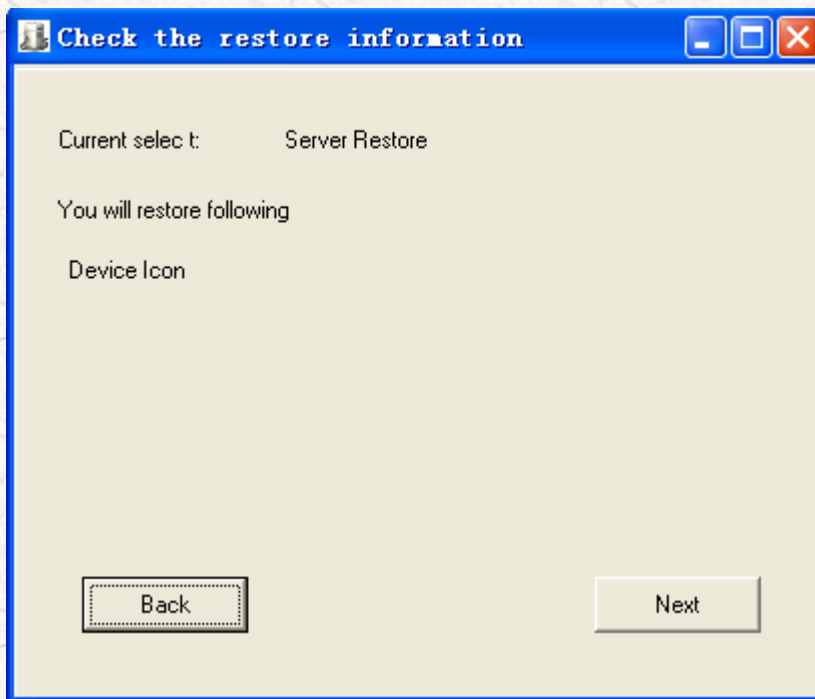 Check the restore information
Current selec t: Server Restore
You will restore following
Device Icon
Back Next